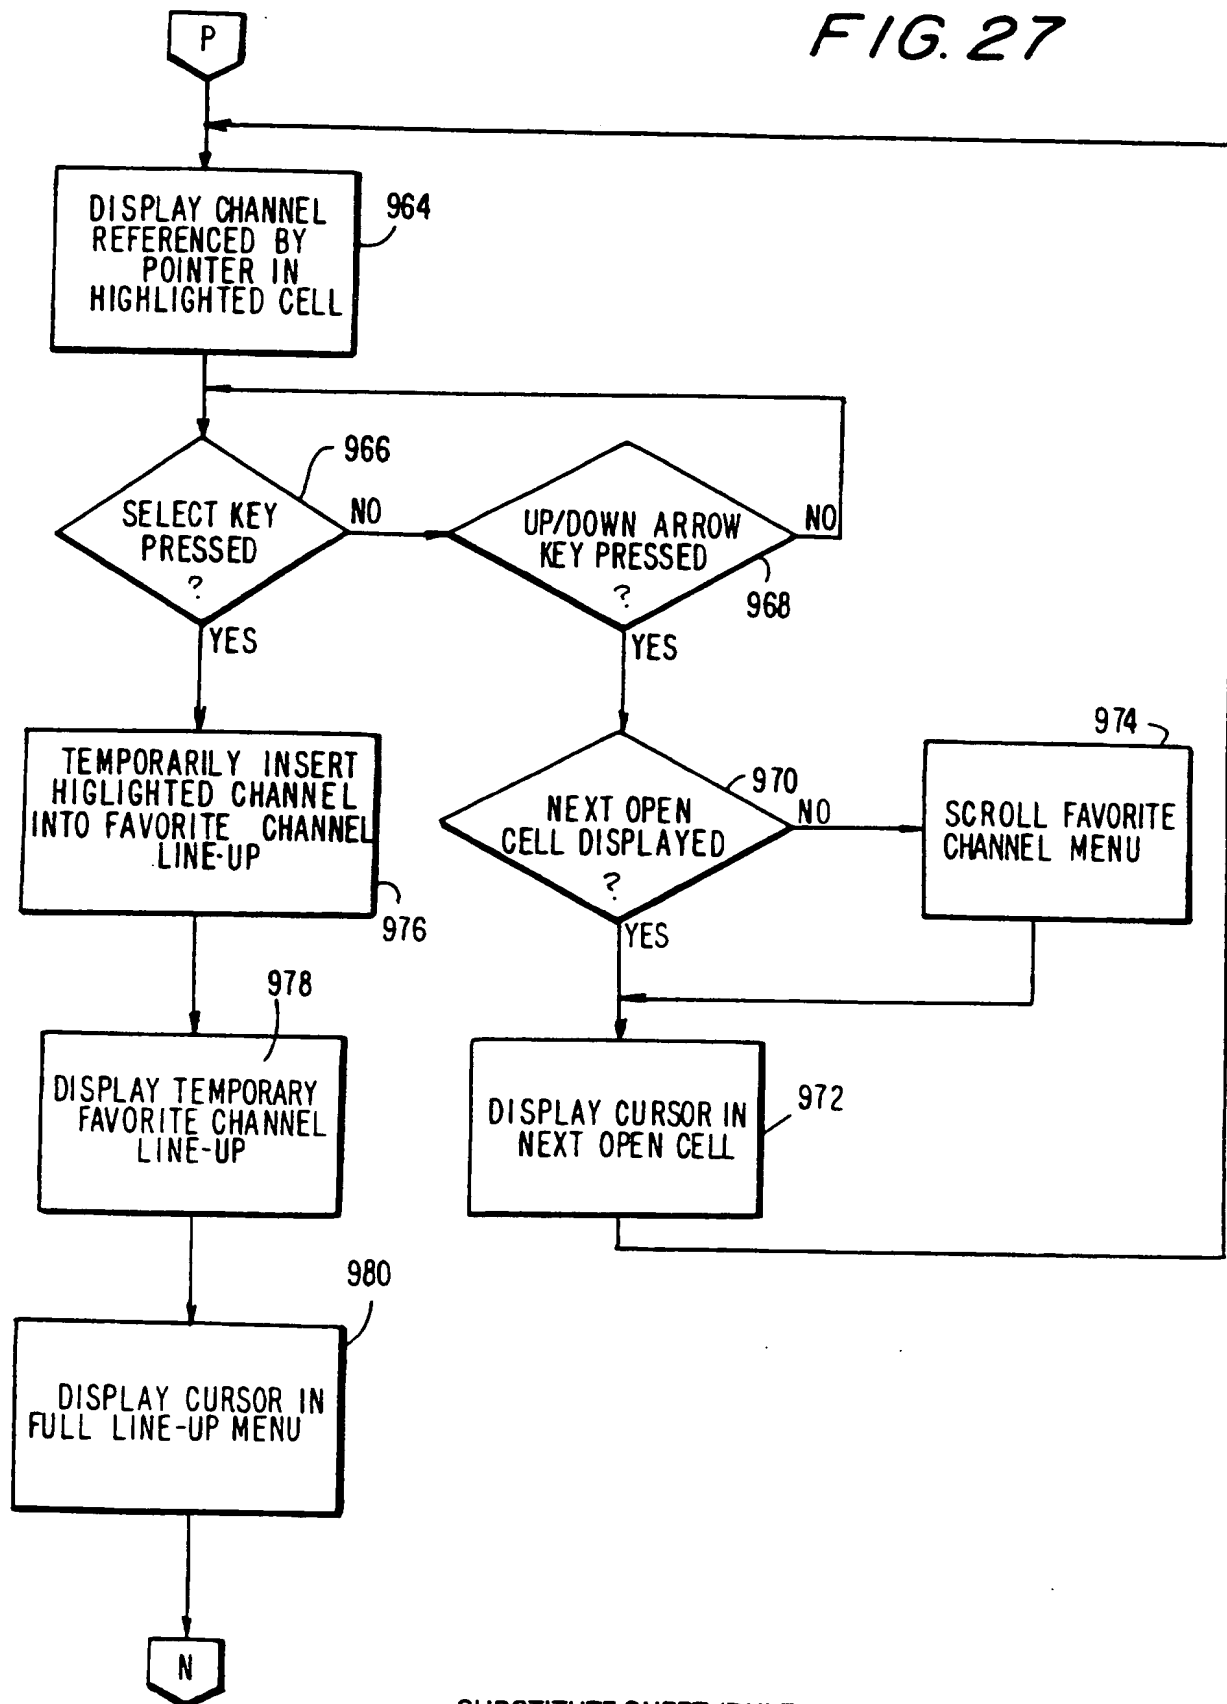 FIG. 27
P
DISPLAY CHANNEL
REFERENCED BY
POINTER IN
HIGHLIGHTED CELL
964
SELECT KEY
PRESSED
?
966
NO
YES
UP/DOWN ARROW
KEY PRESSED
?
968
NO
YES
TEMPORARILY INSERT
HIGLIGHTED CHANNEL
INTO FAVORITE CHANNEL
LINE-UP
976
NEXT OPEN
CELL DISPLAYED
?
970
NO
YES
974
SCROLL FAVORITE
CHANNEL MENU
978
DISPLAY TEMPORARY
FAVORITE CHANNEL
LINE-UP
DISPLAY CURSOR IN
NEXT OPEN CELL
972
980
DISPLAY CURSOR IN
FULL LINE-UP MENU
N